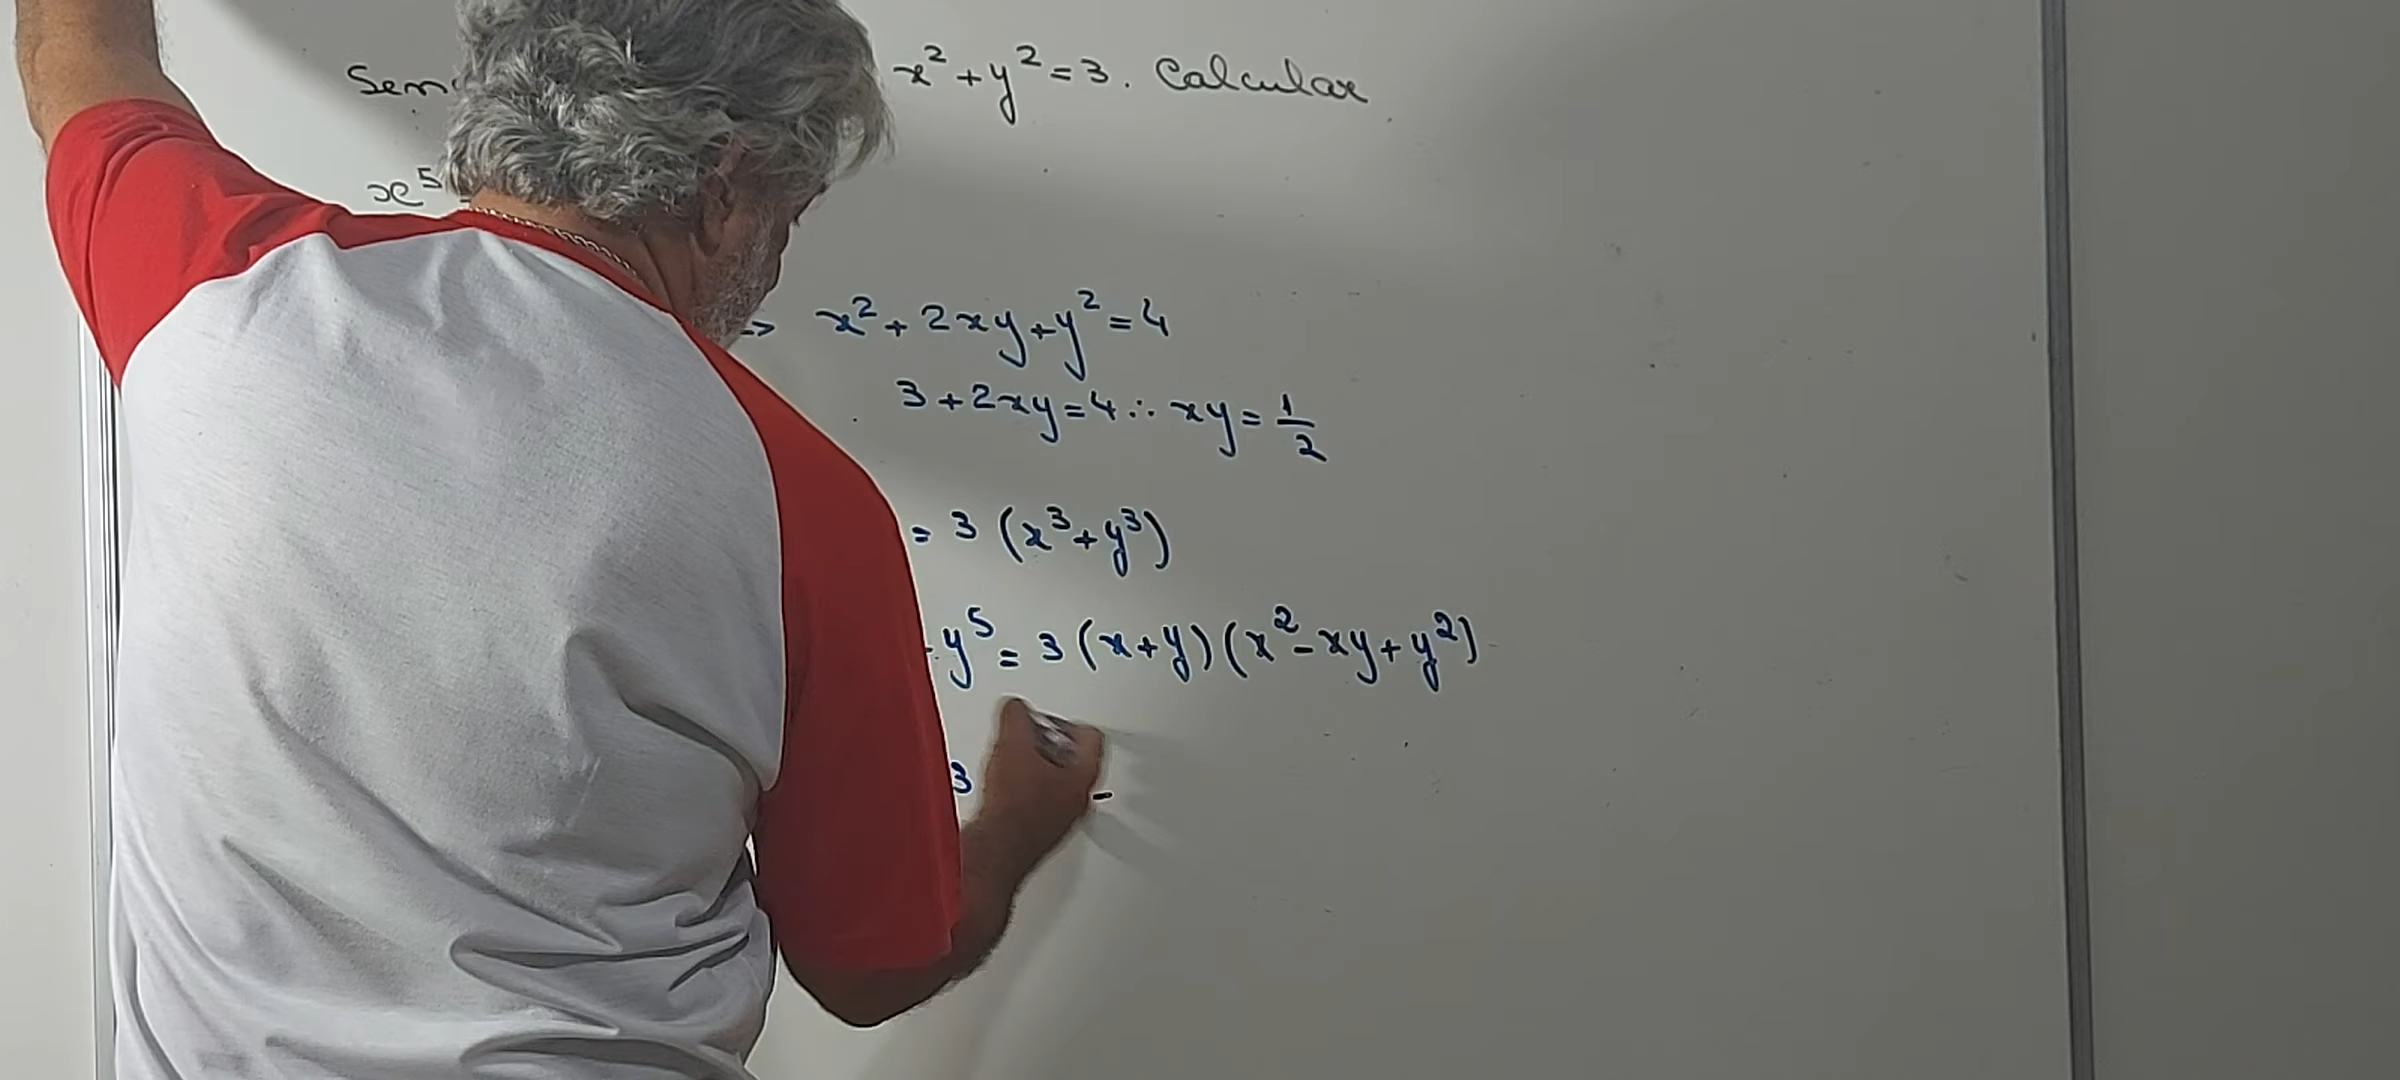 x² + y² = 3. Calcular
x⁵
-> x² + 2xy + y² = 4
3 + 2xy = 4 ∴ xy = 1/2
= 3 (x³ + y³)
y⁵ = 3 (x + y) (x² - xy + y²)
3 -